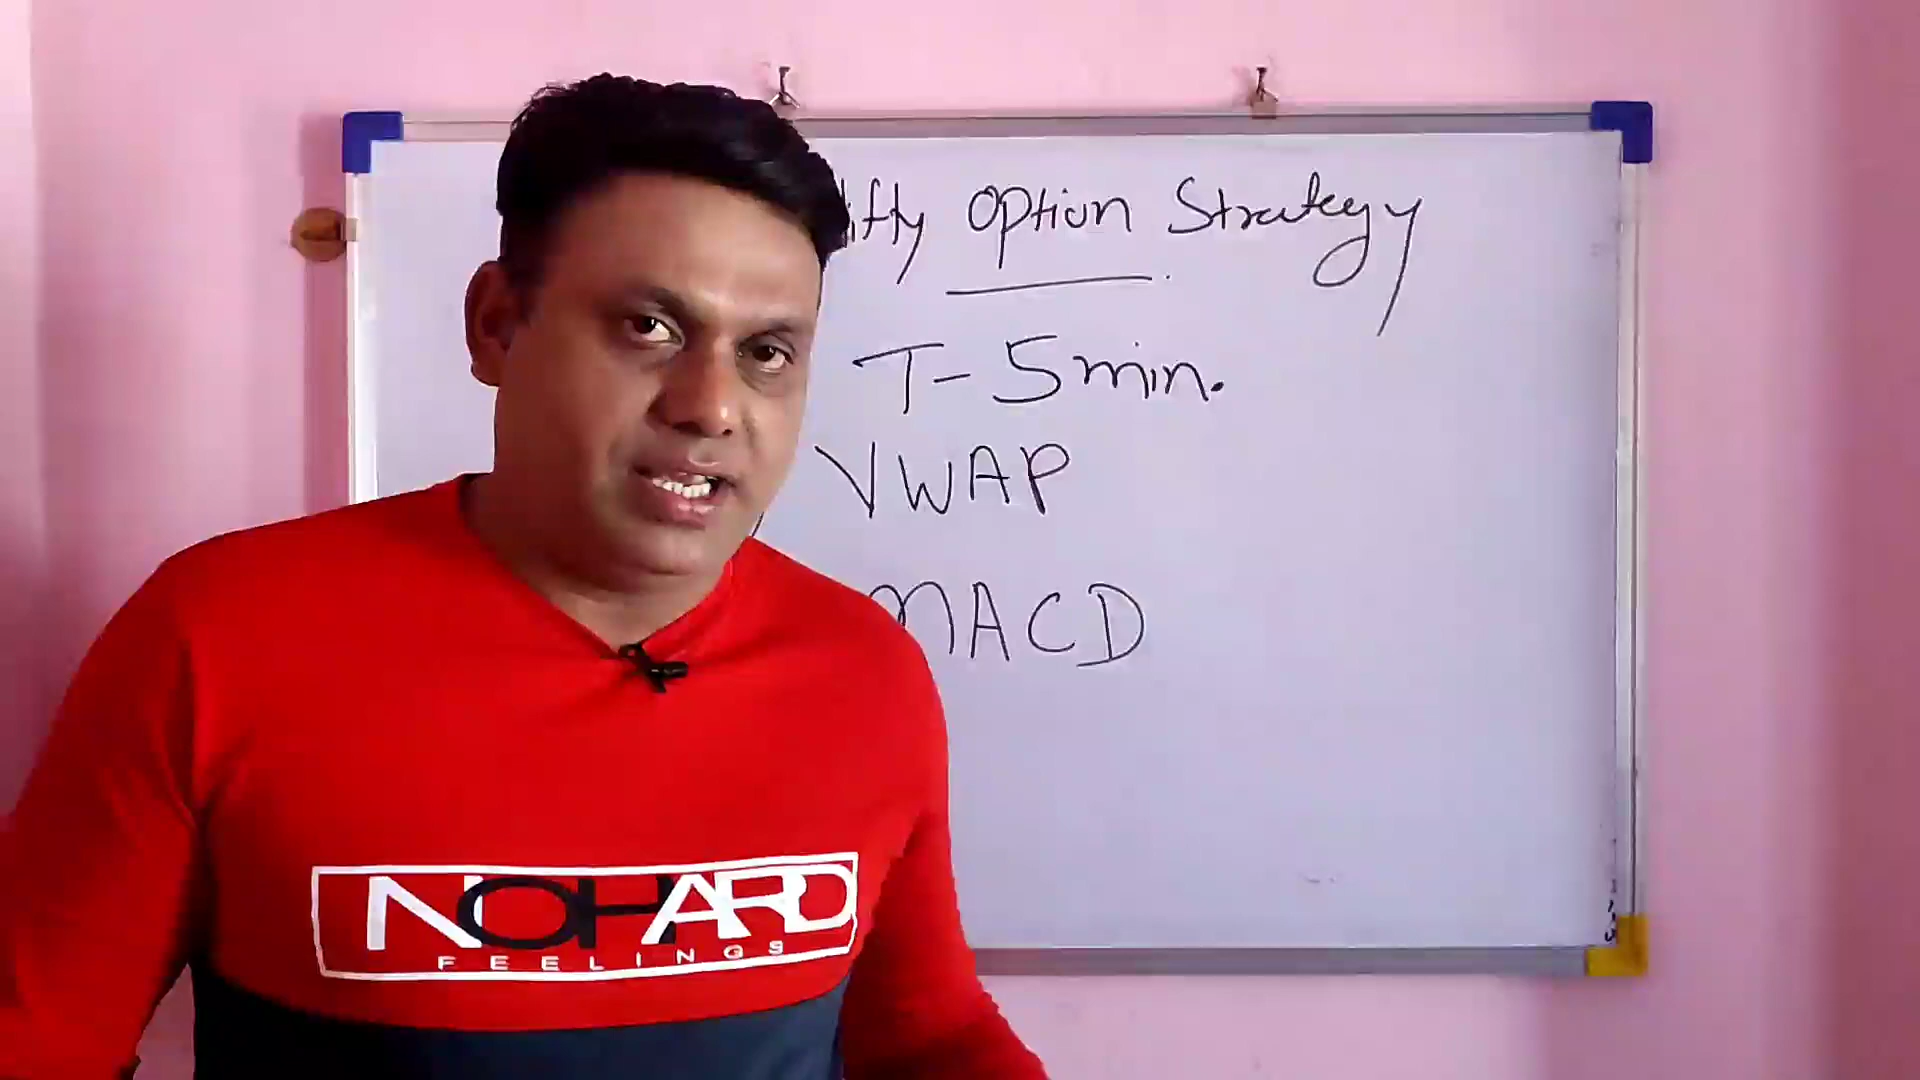 ifty Option Strategy
T-5min.
VWAP
MACD
NOHARD
FEELINGS